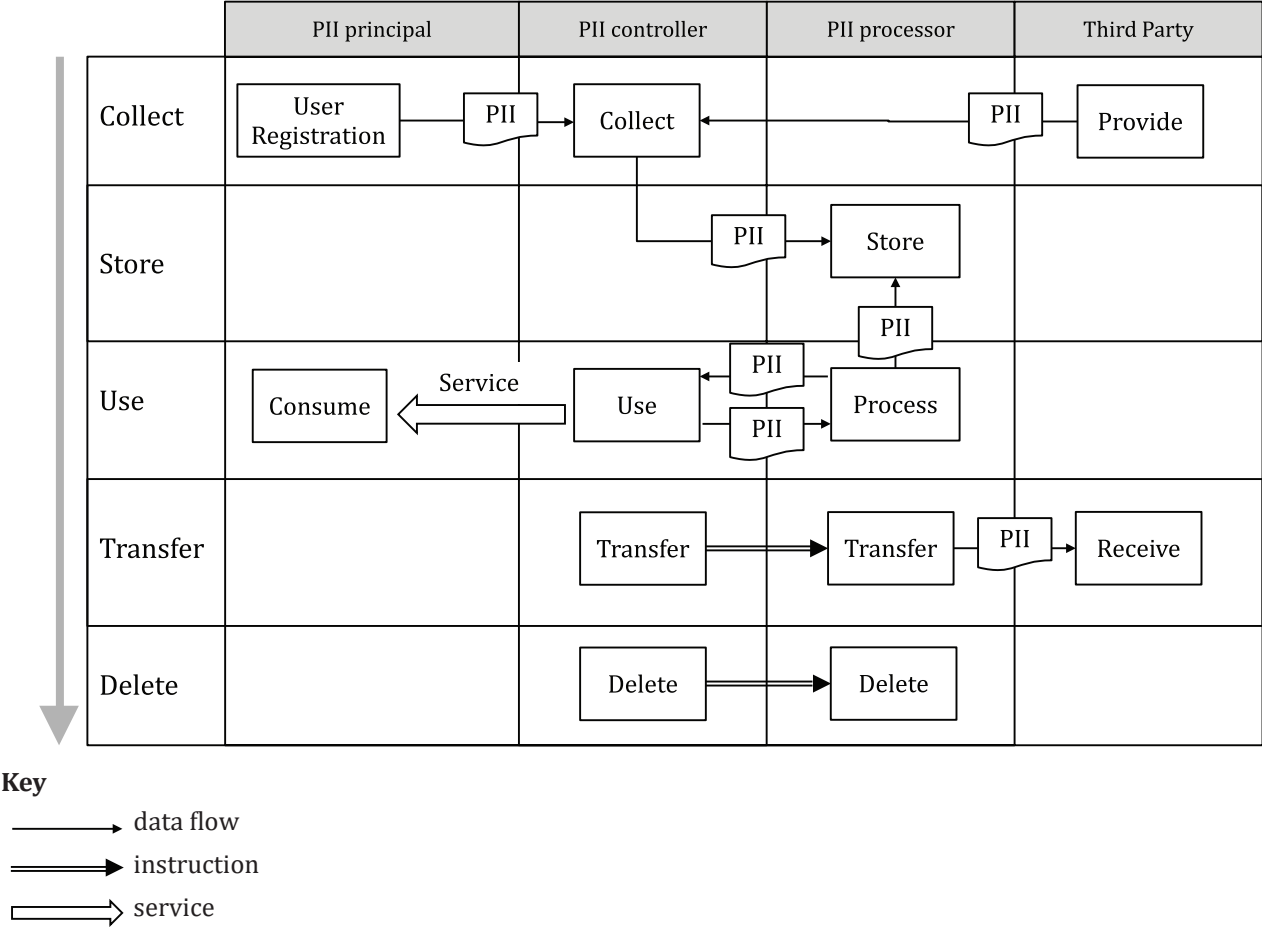 PII principal
PII controller
PII processor
Third Party
Collect
User
Registration
PII
Collect
PII
Provide
Store
PII
Store
PII
Use
Consume
Service
Use
PII
PII
Process
Transfer
Transfer
Transfer
PII
Receive
Delete
Delete
Delete
Key
data flow
instruction
service